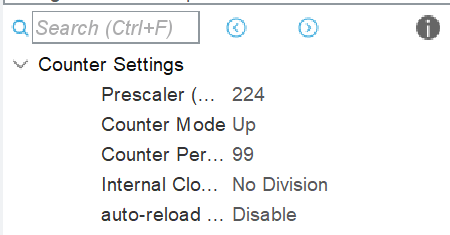 Search (Ctrl+F)
Counter Settings
Prescaler (... 224
Counter Mode Up
Counter Per... 99
Internal Clo... No Division
auto-reload ... Disable